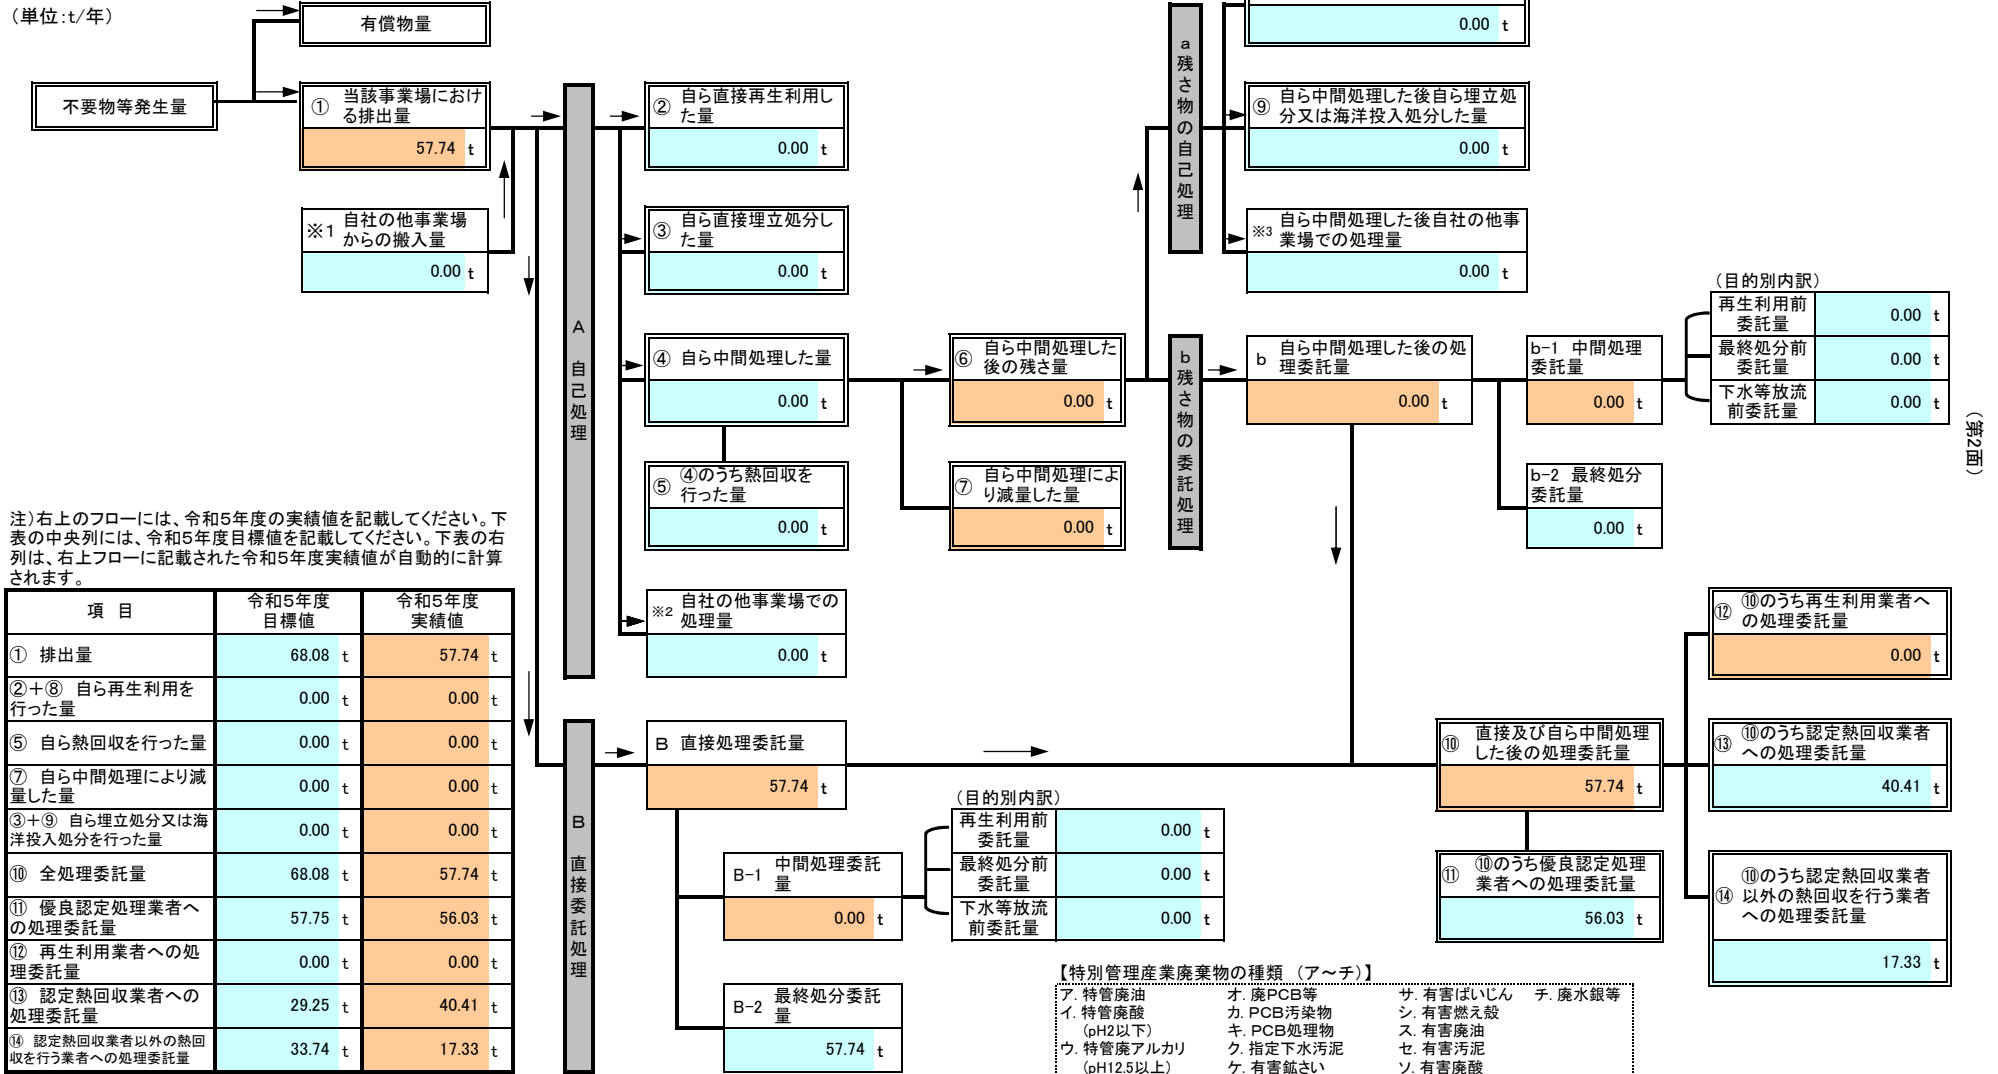 (単位:t/年)
有償物量
不要物等発生量
① 当該事業場におけ
る排出量
57.74 t
※1 自社の他事業場
からの搬入量
0.00 t
A 自己処理
② 自ら直接再生利用し
た量
0.00 t
③ 自ら直接埋立処分し
た量
0.00 t
④ 自ら中間処理した量
0.00 t
⑤ ④のうち熱回収を
行った量
0.00 t
※2 自社の他事業場での
処理量
0.00 t
⑥ 自ら中間処理した
後の残さ量
0.00 t
⑦ 自ら中間処理によ
り減量した量
0.00 t
a残さ物の自己処理
0.00 t
⑨ 自ら中間処理した後自ら埋立処
分又は海洋投入処分した量
0.00 t
※3 自ら中間処理した後自社の他事
業場での処理量
0.00 t
b残さ物の委託処理
b 自ら中間処理した後の処
理委託量
0.00 t
b-1 中間処理
委託量
0.00 t
b-2 最終処分
委託量
0.00 t
(目的別内訳)
再生利用前
委託量
0.00 t
最終処分前
委託量
0.00 t
下水等放流
前委託量
0.00 t
(第2面)
注)右上のフローには、令和5年度の実績値を記載してください。下
表の中央列には、令和5年度目標値を記載してください。下表の右
列は、右上フローに記載された令和5年度実績値が自動的に計算
されます。
項 目 令和5年度
目標値 令和5年度
実績値
① 排出量 68.08 t 57.74 t
②+⑧ 自ら再生利用を
行った量 0.00 t 0.00 t
⑤ 自ら熱回収を行った量 0.00 t 0.00 t
⑦ 自ら中間処理により減
量した量 0.00 t 0.00 t
③+⑨ 自ら埋立処分又は海
洋投入処分を行った量 0.00 t 0.00 t
⑩ 全処理委託量 68.08 t 57.74 t
⑪ 優良認定処理業者へ
の処理委託量 57.75 t 56.03 t
⑫ 再生利用業者への処
理委託量 0.00 t 0.00 t
⑬ 認定熱回収業者への
処理委託量 29.25 t 40.41 t
⑭ 認定熱回収業者以外の熱回
収を行う業者への処理委託量 33.74 t 17.33 t
B 直接委託処理
B 直接処理委託量
57.74 t
B-1 中間処理委託
量
0.00 t
B-2 最終処分委託
量
57.74 t
(目的別内訳)
再生利用前
委託量
0.00 t
最終処分前
委託量
0.00 t
下水等放流
前委託量
0.00 t
⑩ 直接及び自ら中間処理
した後の処理委託量
57.74 t
⑪ ⑩のうち優良認定処理
業者への処理委託量
56.03 t
⑫ ⑩のうち再生利用業者へ
の処理委託量
0.00 t
⑬ ⑩のうち認定熱回収業者
への処理委託量
40.41 t
⑭ ⑩のうち認定熱回収業者
以外の熱回収を行う業者
への処理委託量
17.33 t
【特別管理産業廃棄物の種類 (ア~チ)】
ア. 特管廃油 オ. 廃PCB等 サ. 有害ばいじん チ. 廃水銀等
イ. 特管廃酸 カ. PCB汚染物 シ. 有害燃え殻
(pH2以下) キ. PCB処理物 ス. 有害廃油
ウ. 特管廃アルカリ ク. 指定下水汚泥 セ. 有害汚泥
(pH12.5以上) ケ. 有害鉱さい ソ. 有害廃酸